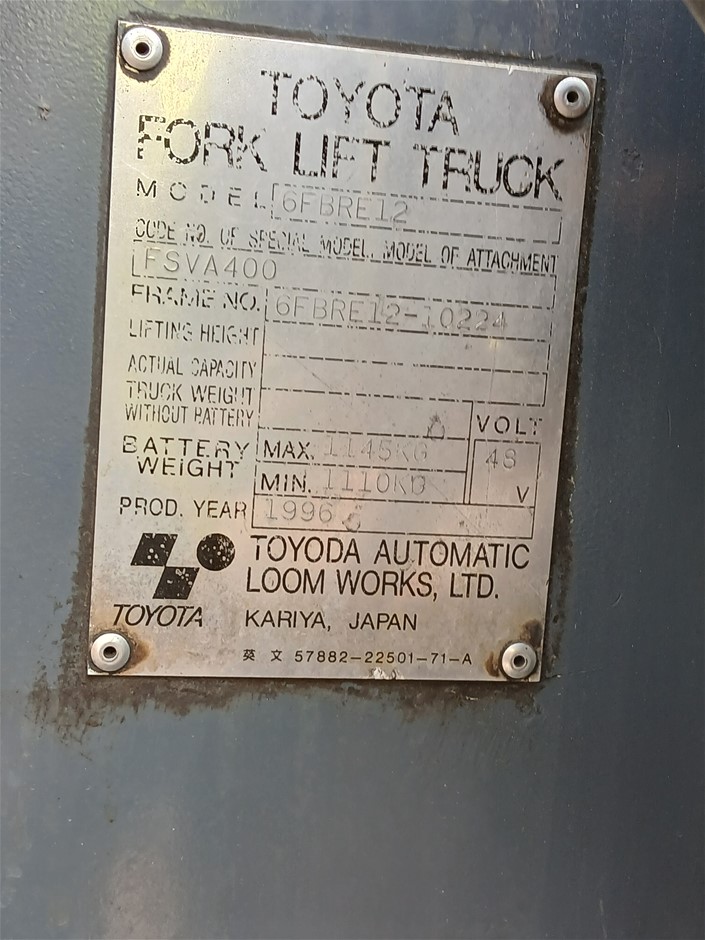 TOYOTA
FORK LIFT TRUCK
MODEL 6FBRE12
CODE NO. OF SPECIAL MODEL, MODEL OF ATTACHMENT
FSVA400
FRAME NO. 6FBRE12-10224
LIFTING HEIGHT
ACTUAL CAPACITY
TRUCK WEIGHT
WITHOUT BATTERY
VOLT
BATTERY WEIGHT MAX. 1145KG 48
MIN. 1110KG V
PROD. YEAR 1996
TOYODA AUTOMATIC
LOOM WORKS, LTD.
TOYOTA KARIYA, JAPAN
英 文 57882-22501-71-A